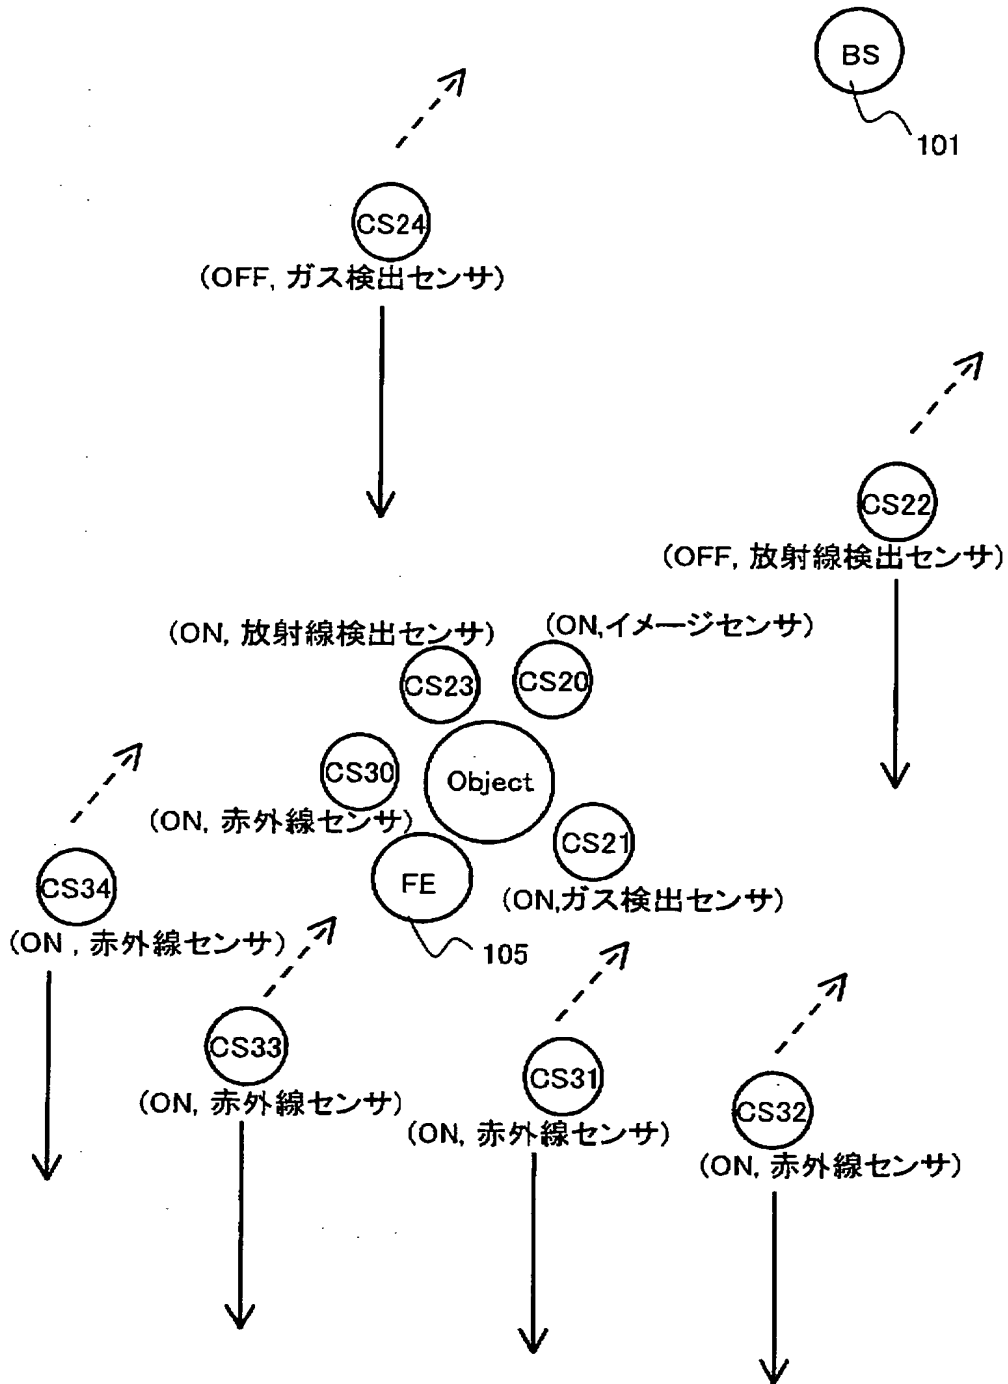 BS
101
CS24
(OFF, ガス検出センサ)
CS22
(OFF, 放射線検出センサ)
(ON, 放射線検出センサ)
(ON,イメージセンサ)
CS23
CS20
CS30
Object
(ON, 赤外線センサ)
CS21
(ON,ガス検出センサ)
FE
105
CS34
(ON , 赤外線センサ)
CS33
(ON, 赤外線センサ)
CS31
(ON, 赤外線センサ)
CS32
(ON, 赤外線センサ)